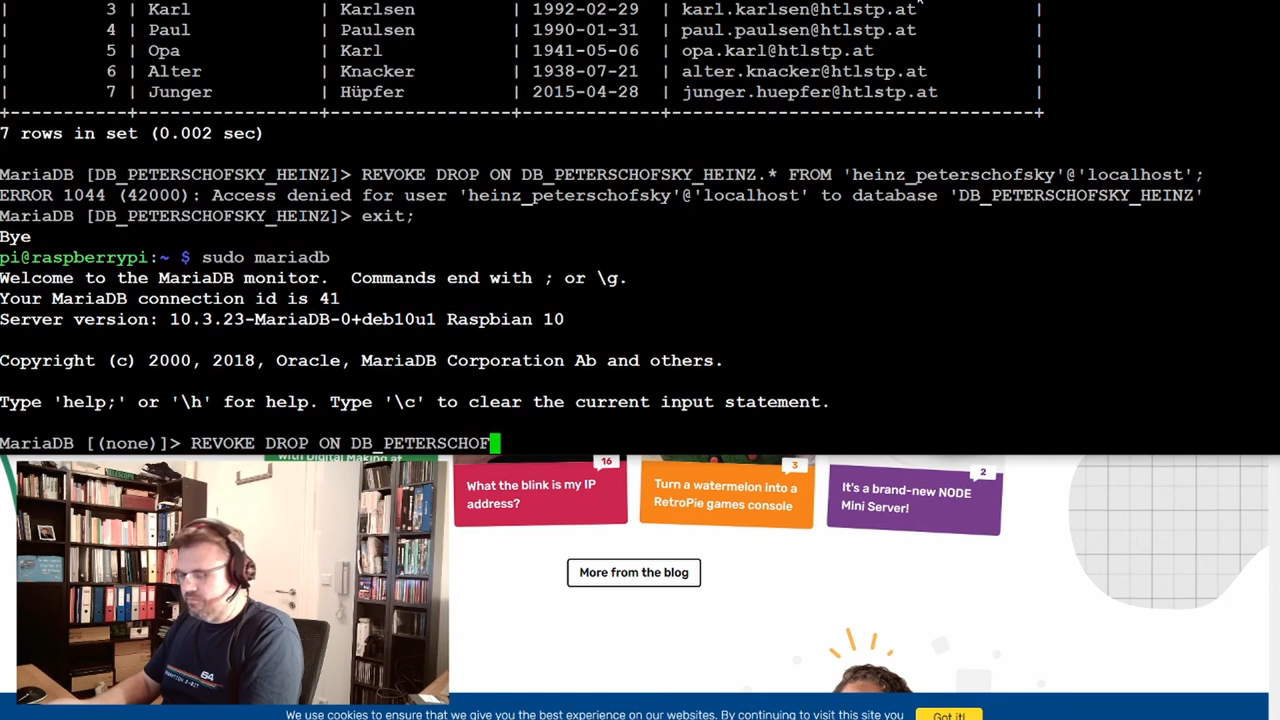 |          3 | Karl             | Karlsen          | 1992-02-29  | karl.karlsen@htlstp.at           |
|          4 | Paul             | Paulsen          | 1990-01-31  | paul.paulsen@htlstp.at           |
|          5 | Opa              | Karl             | 1941-05-06  | opa.karl@htlstp.at               |
|          6 | Alter            | Knacker          | 1938-07-21  | alter.knacker@htlstp.at          |
|          7 | Junger           | Hüpfer           | 2015-04-28  | junger.huepfer@htlstp.at         |
+------------+------------------+------------------+-------------+----------------------------------+
7 rows in set (0.002 sec)
MariaDB [DB_PETERSCHOFSKY_HEINZ]> REVOKE DROP ON DB_PETERSCHOFSKY_HEINZ.* FROM 'heinz_peterschofsky'@'localhost';
ERROR 1044 (42000): Access denied for user 'heinz_peterschofsky'@'localhost' to database 'DB_PETERSCHOFSKY_HEINZ'
MariaDB [DB_PETERSCHOFSKY_HEINZ]> exit;
Bye
pi@raspberrypi:~ $ sudo mariadb
Welcome to the MariaDB monitor.  Commands end with ; or \g.
Your MariaDB connection id is 41
Server version: 10.3.23-MariaDB-0+deb10u1 Raspbian 10
Copyright (c) 2000, 2018, Oracle, MariaDB Corporation Ab and others.
Type 'help;' or '\h' for help. Type '\c' to clear the current input statement.
MariaDB [(none)]> REVOKE DROP ON DB_PETERSCHOF
with Digital Making at
16
What the blink is my IP
address?
3
Turn a watermelon into a
RetroPie games console
2
It's a brand-new NODE
Mini Server!
More from the blog
64
We use cookies to ensure that we give you the best experience on our websites. By continuing to visit this site you
Got it!